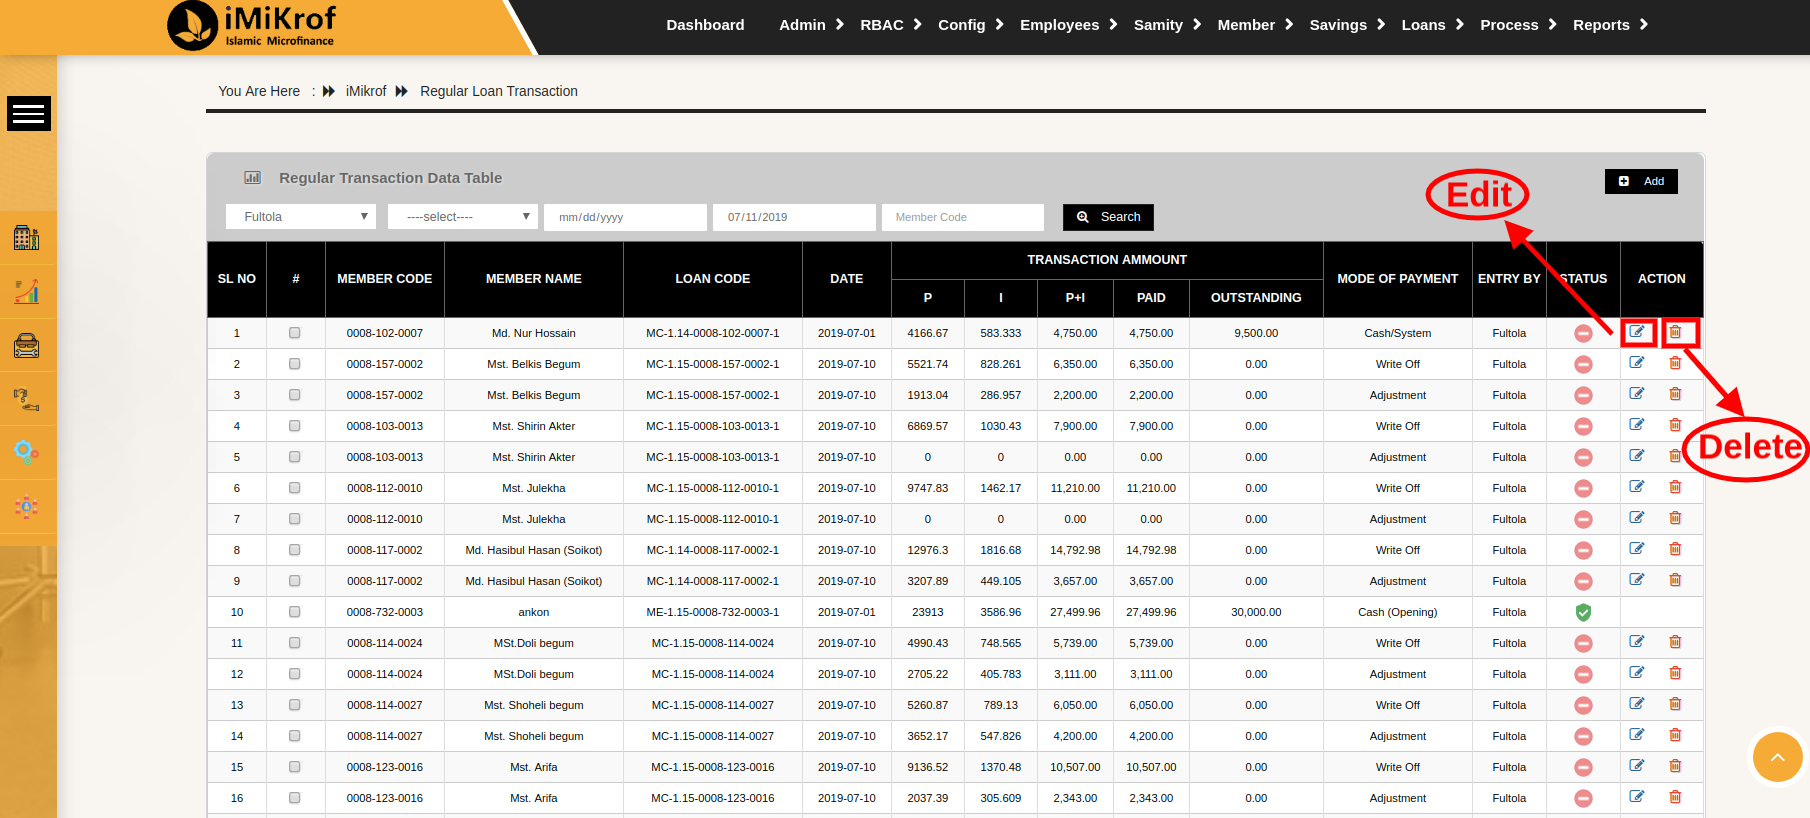 iMiKrof
Islamic Microfinance
Dashboard Admin RBAC Config Employees Samity Member Savings Loans Process Reports
You Are Here : iMikrof Regular Loan Transaction
Regular Transaction Data Table
Edit
Add
Fultola ----select---- mm/dd/yyyy 07/11/2019 Member Code Search
SL NO # MEMBER CODE MEMBER NAME LOAN CODE DATE TRANSACTION AMMOUNT MODE OF PAYMENT ENTRY BY STATUS ACTION
P I P+I PAID OUTSTANDING
1 0008-102-0007 Md. Nur Hossain MC-1.14-0008-102-0007-1 2019-07-01 4166.67 583.333 4,750.00 4,750.00 9,500.00 Cash/System Fultola
2 0008-157-0002 Mst. Belkis Begum MC-1.15-0008-157-0002-1 2019-07-10 5521.74 828.261 6,350.00 6,350.00 0.00 Write Off Fultola
3 0008-157-0002 Mst. Belkis Begum MC-1.15-0008-157-0002-1 2019-07-10 1913.04 286.957 2,200.00 2,200.00 0.00 Adjustment Fultola
4 0008-103-0013 Mst. Shirin Akter MC-1.15-0008-103-0013-1 2019-07-10 6869.57 1030.43 7,900.00 7,900.00 0.00 Write Off Fultola
Delete
5 0008-103-0013 Mst. Shirin Akter MC-1.15-0008-103-0013-1 2019-07-10 0 0 0.00 0.00 0.00 Adjustment Fultola
6 0008-112-0010 Mst. Julekha MC-1.15-0008-112-0010-1 2019-07-10 9747.83 1462.17 11,210.00 11,210.00 0.00 Write Off Fultola
7 0008-112-0010 Mst. Julekha MC-1.15-0008-112-0010-1 2019-07-10 0 0 0.00 0.00 0.00 Adjustment Fultola
8 0008-117-0002 Md. Hasibul Hasan (Soikot) MC-1.14-0008-117-0002-1 2019-07-10 12976.3 1816.68 14,792.98 14,792.98 0.00 Write Off Fultola
9 0008-117-0002 Md. Hasibul Hasan (Soikot) MC-1.14-0008-117-0002-1 2019-07-10 3207.89 449.105 3,657.00 3,657.00 0.00 Adjustment Fultola
10 0008-732-0003 ankon ME-1.15-0008-732-0003-1 2019-07-01 23913 3586.96 27,499.96 27,499.96 30,000.00 Cash (Opening) Fultola
11 0008-114-0024 MSt.Doli begum MC-1.15-0008-114-0024 2019-07-10 4990.43 748.565 5,739.00 5,739.00 0.00 Write Off Fultola
12 0008-114-0024 MSt.Doli begum MC-1.15-0008-114-0024 2019-07-10 2705.22 405.783 3,111.00 3,111.00 0.00 Adjustment Fultola
13 0008-114-0027 Mst. Shoheli begum MC-1.15-0008-114-0027 2019-07-10 5260.87 789.13 6,050.00 6,050.00 0.00 Write Off Fultola
14 0008-114-0027 Mst. Shoheli begum MC-1.15-0008-114-0027 2019-07-10 3652.17 547.826 4,200.00 4,200.00 0.00 Adjustment Fultola
15 0008-123-0016 Mst. Arifa MC-1.15-0008-123-0016 2019-07-10 9136.52 1370.48 10,507.00 10,507.00 0.00 Write Off Fultola
16 0008-123-0016 Mst. Arifa MC-1.15-0008-123-0016 2019-07-10 2037.39 305.609 2,343.00 2,343.00 0.00 Adjustment Fultola